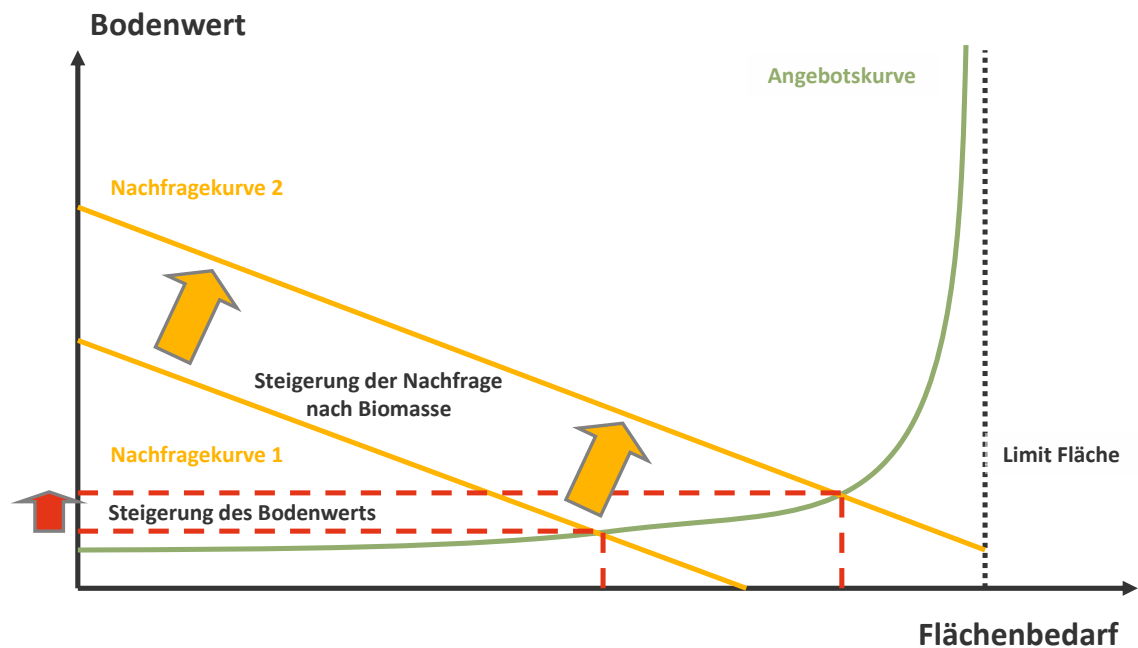 Bodenwert
Angebotskurve
Nachfragekurve 2
Steigerung der Nachfrage
nach Biomasse
Nachfragekurve 1
Limit Fläche
Steigerung des Bodenwerts
Flächenbedarf